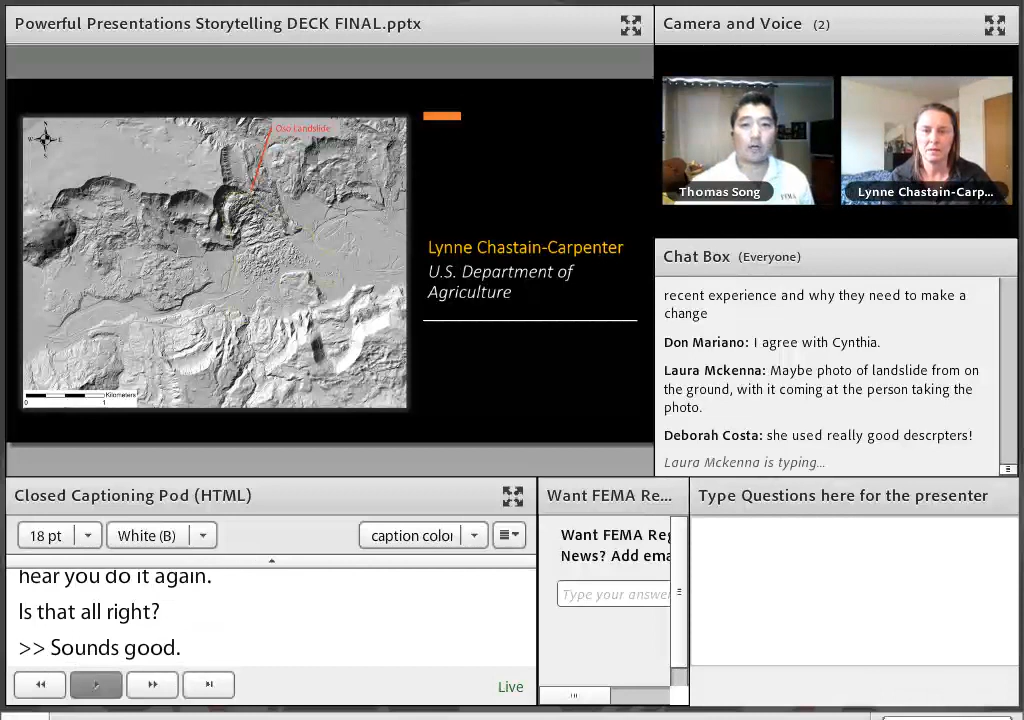 Powerful Presentations Storytelling DECK FINAL.pptx
Camera and Voice (2)
Oso Landslide
N
W
E
S
Kilometers
0 1
Lynne Chastain-Carpenter
U.S. Department of
Agriculture
Thomas Song
FEMA
Lynne Chastain-Carp...
Chat Box (Everyone)
recent experience and why they need to make a
change
Don Mariano: I agree with Cynthia.
Laura Mckenna: Maybe photo of landslide from on
the ground, with it coming at the person taking the
photo.
Deborah Costa: she used really good descrpters!
Laura Mckenna is typing...
Closed Captioning Pod (HTML)
18 pt
White (B)
caption color
hear you do it again.
Is that all right?
>> Sounds good.
Live
Want FEMA Re...
Want FEMA Reg
News? Add ema
Type your answer
Type Questions here for the presenter